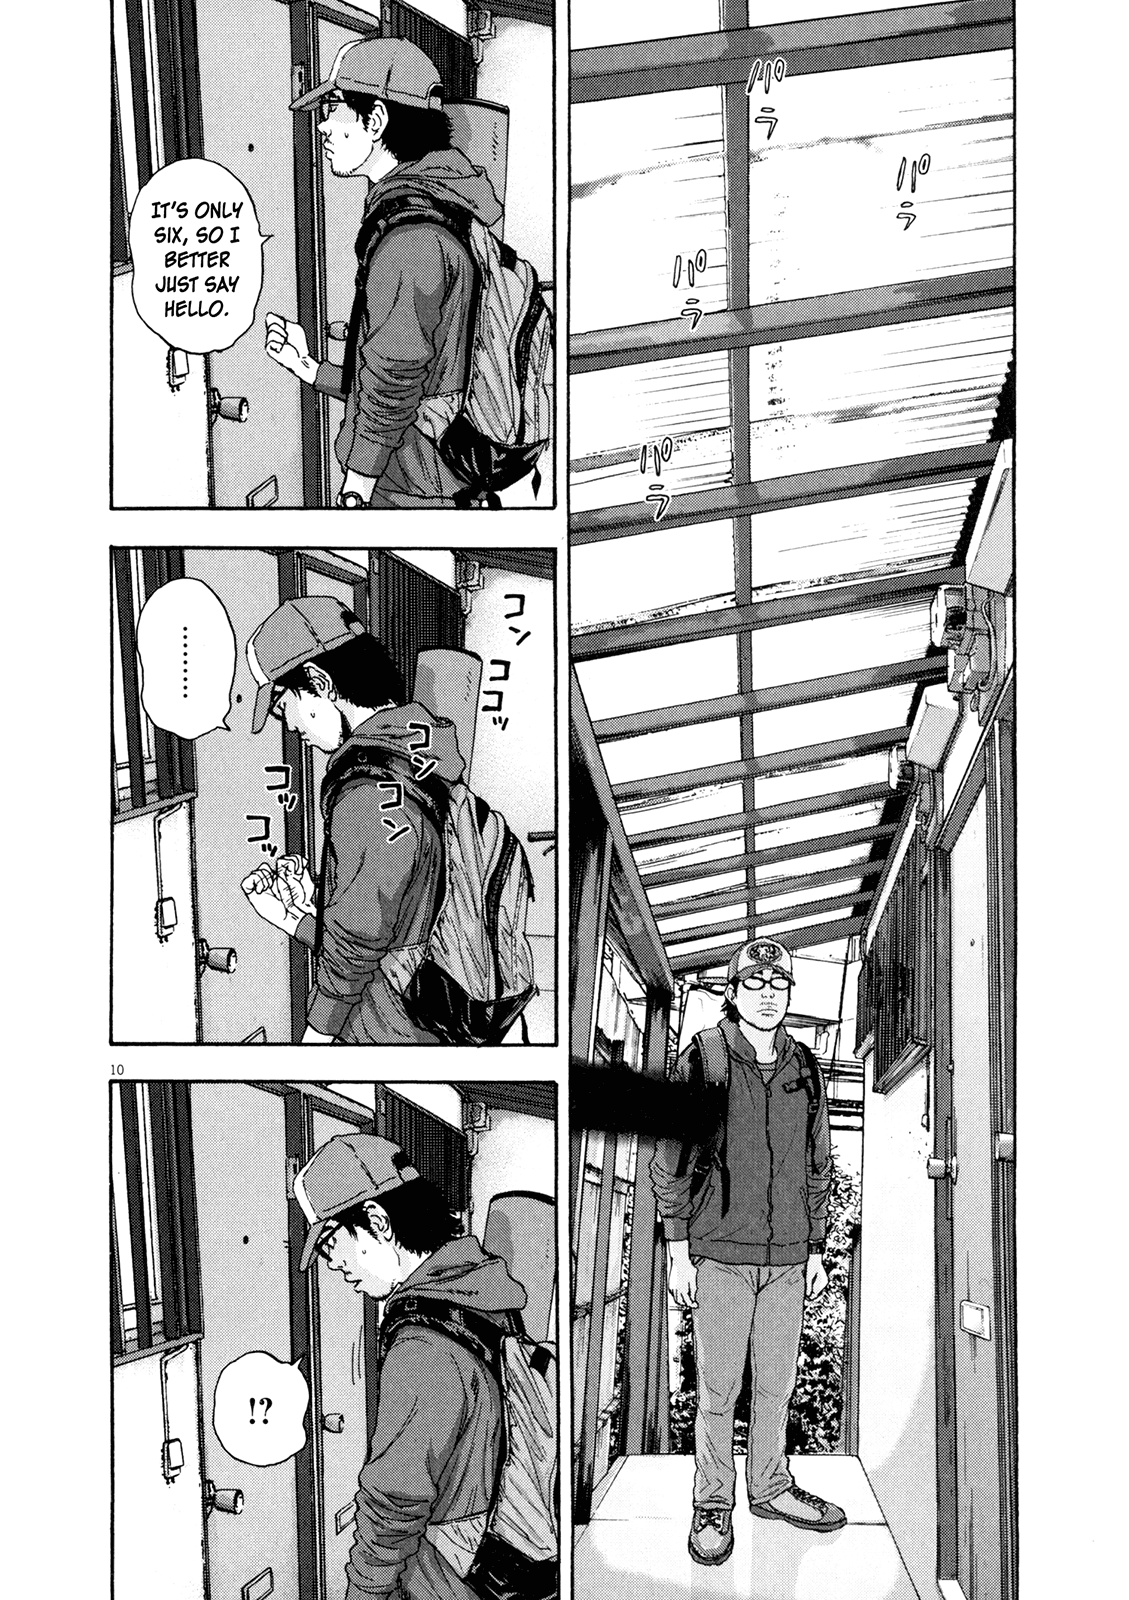 パラ
パラ
パラ
パラ
IT'S ONLY
SIX, SO I
BETTER
JUST SAY
HELLO.
………
コン
ココッ
コン
コン
コッ
コッ
10
!?